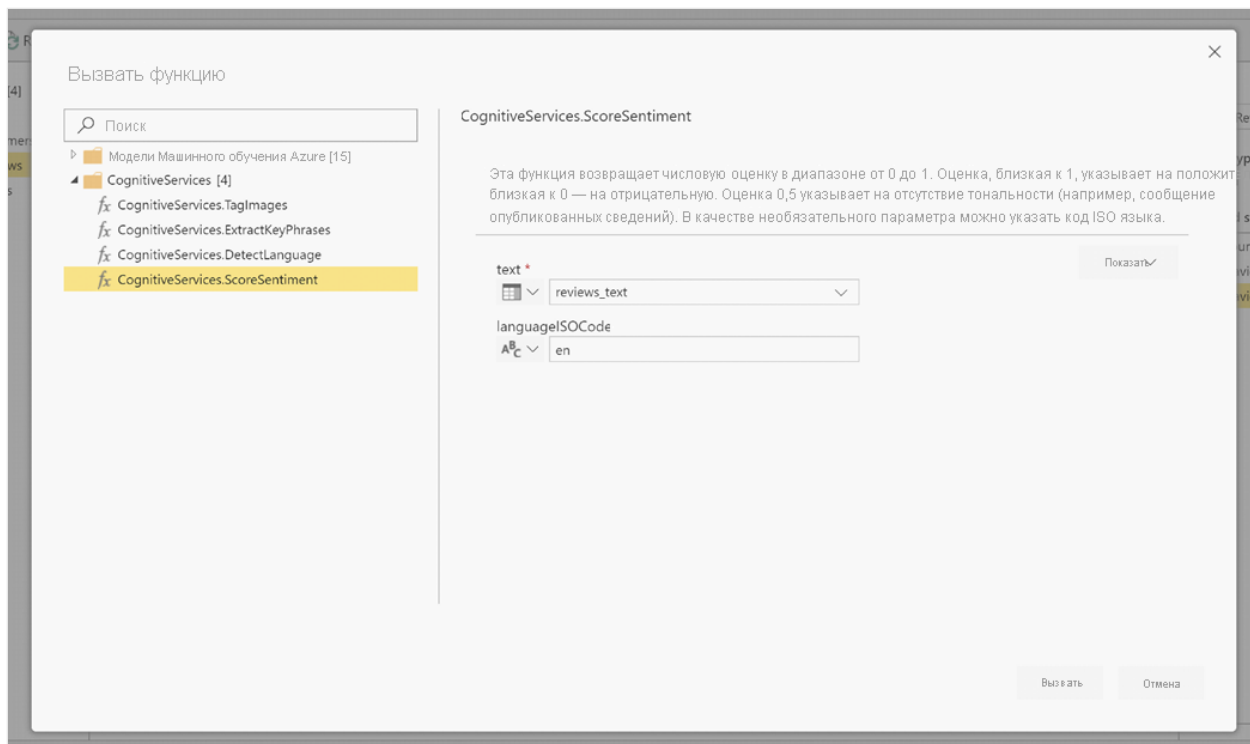 Вызвать функцию
Поиск
Модели Машинного обучения Azure [15]
CognitiveServices [4]
CognitiveServices.TagImages
CognitiveServices.ExtractKeyPhrases
CognitiveServices.DetectLanguage
CognitiveServices.ScoreSentiment
CognitiveServices.ScoreSentiment
Эта функция возвращает числовую оценку в диапазоне от 0 до 1. Оценка, близкая к 1, указывает на положит
близкая к 0 — на отрицательную. Оценка 0,5 указывает на отсутствие тональности (например, сообщение
опубликованных сведений). В качестве необязательного параметра можно указать код ISO языка.
Показать
text *
reviews_text
languageISOCode
ABC
en
Вызвать
Отмена
[4]